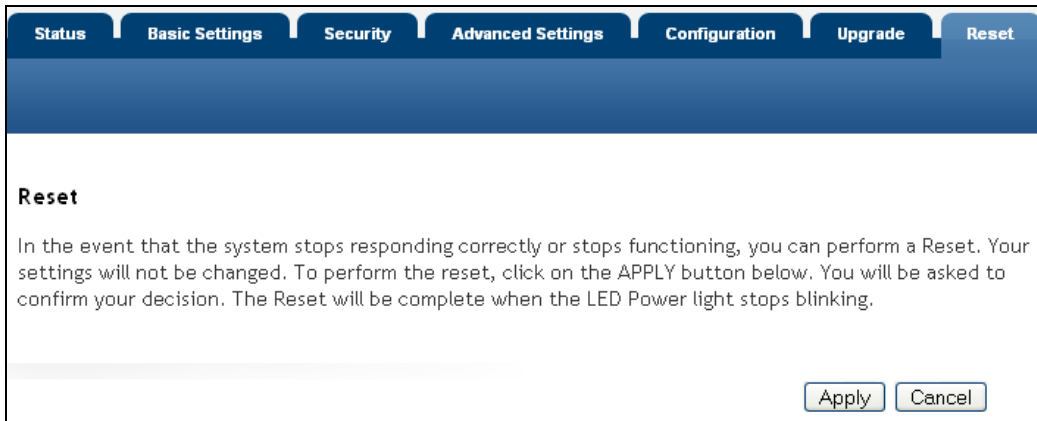 Status Basic Settings Security Advanced Settings Configuration Upgrade Reset
Reset
In the event that the system stops responding correctly or stops functioning, you can perform a Reset. Your
settings will not be changed. To perform the reset, click on the APPLY button below. You will be asked to
confirm your decision. The Reset will be complete when the LED Power light stops blinking.
Apply Cancel